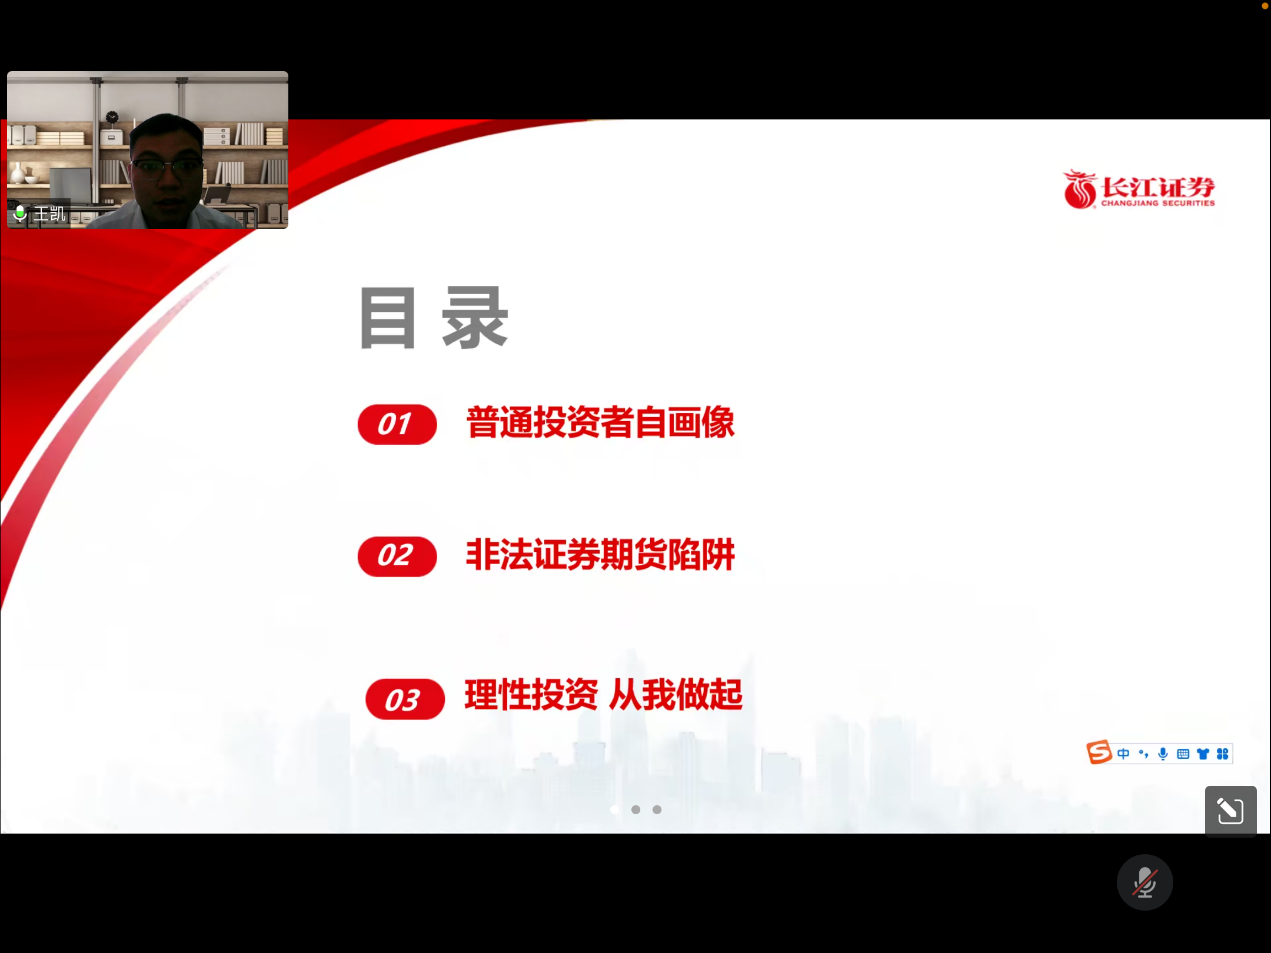 王凯
长江证券
CHANGJIANG SECURITIES
目 录
01 普通投资者自画像
02 非法证券期货陷阱
03 理性投资 从我做起
S 中